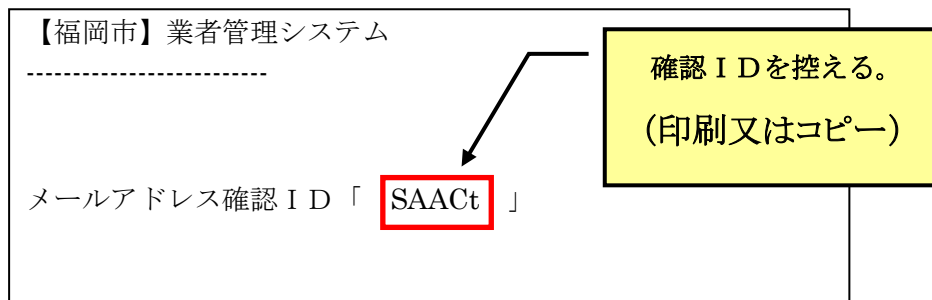 【福岡市】業者管理システム
--------------------------
確認ＩＤを控える。
（印刷又はコピー）
メールアドレス確認ＩＤ「 SAACt 」